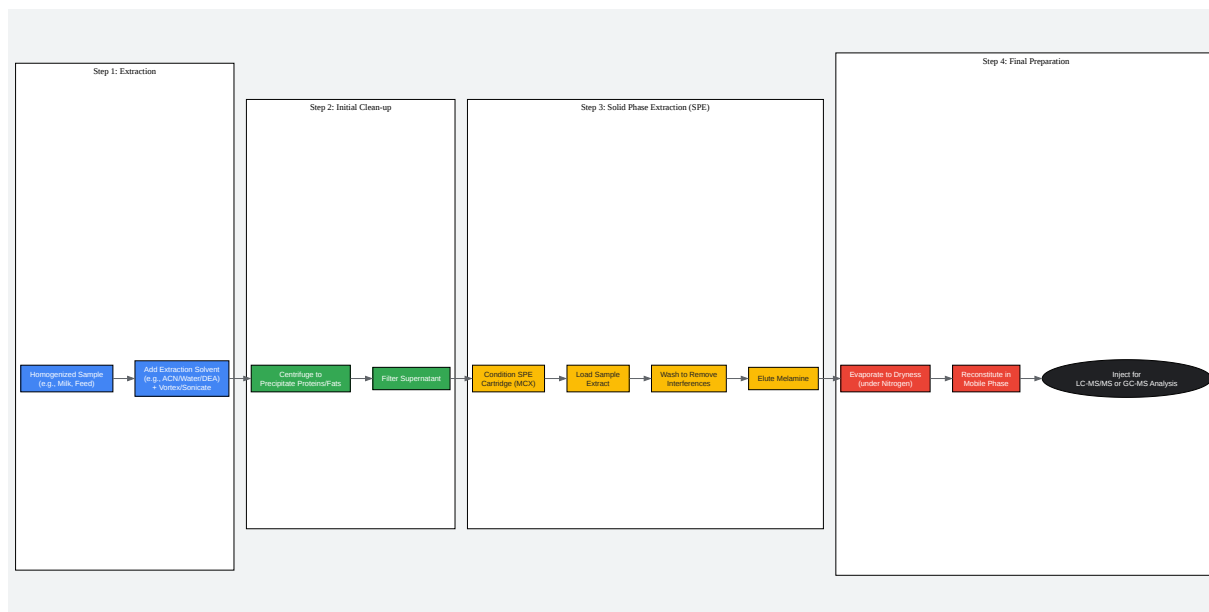 Step 1: Extraction
Homogenized Sample
(e.g., Milk, Feed)
Add Extraction Solvent
(e.g., ACN/Water/DEA)
+ Vortex/Sonicate
Step 2: Initial Clean-up
Centrifuge to
Precipitate Proteins/Fats
Filter Supernatant
Step 3: Solid Phase Extraction (SPE)
Condition SPE
Cartridge (MCX)
Load Sample
Extract
Wash to Remove
Interferences
Elute Melamine
Step 4: Final Preparation
Evaporate to Dryness
(under Nitrogen)
Reconstitute in
Mobile Phase
Inject for
LC-MS/MS or GC-MS Analysis